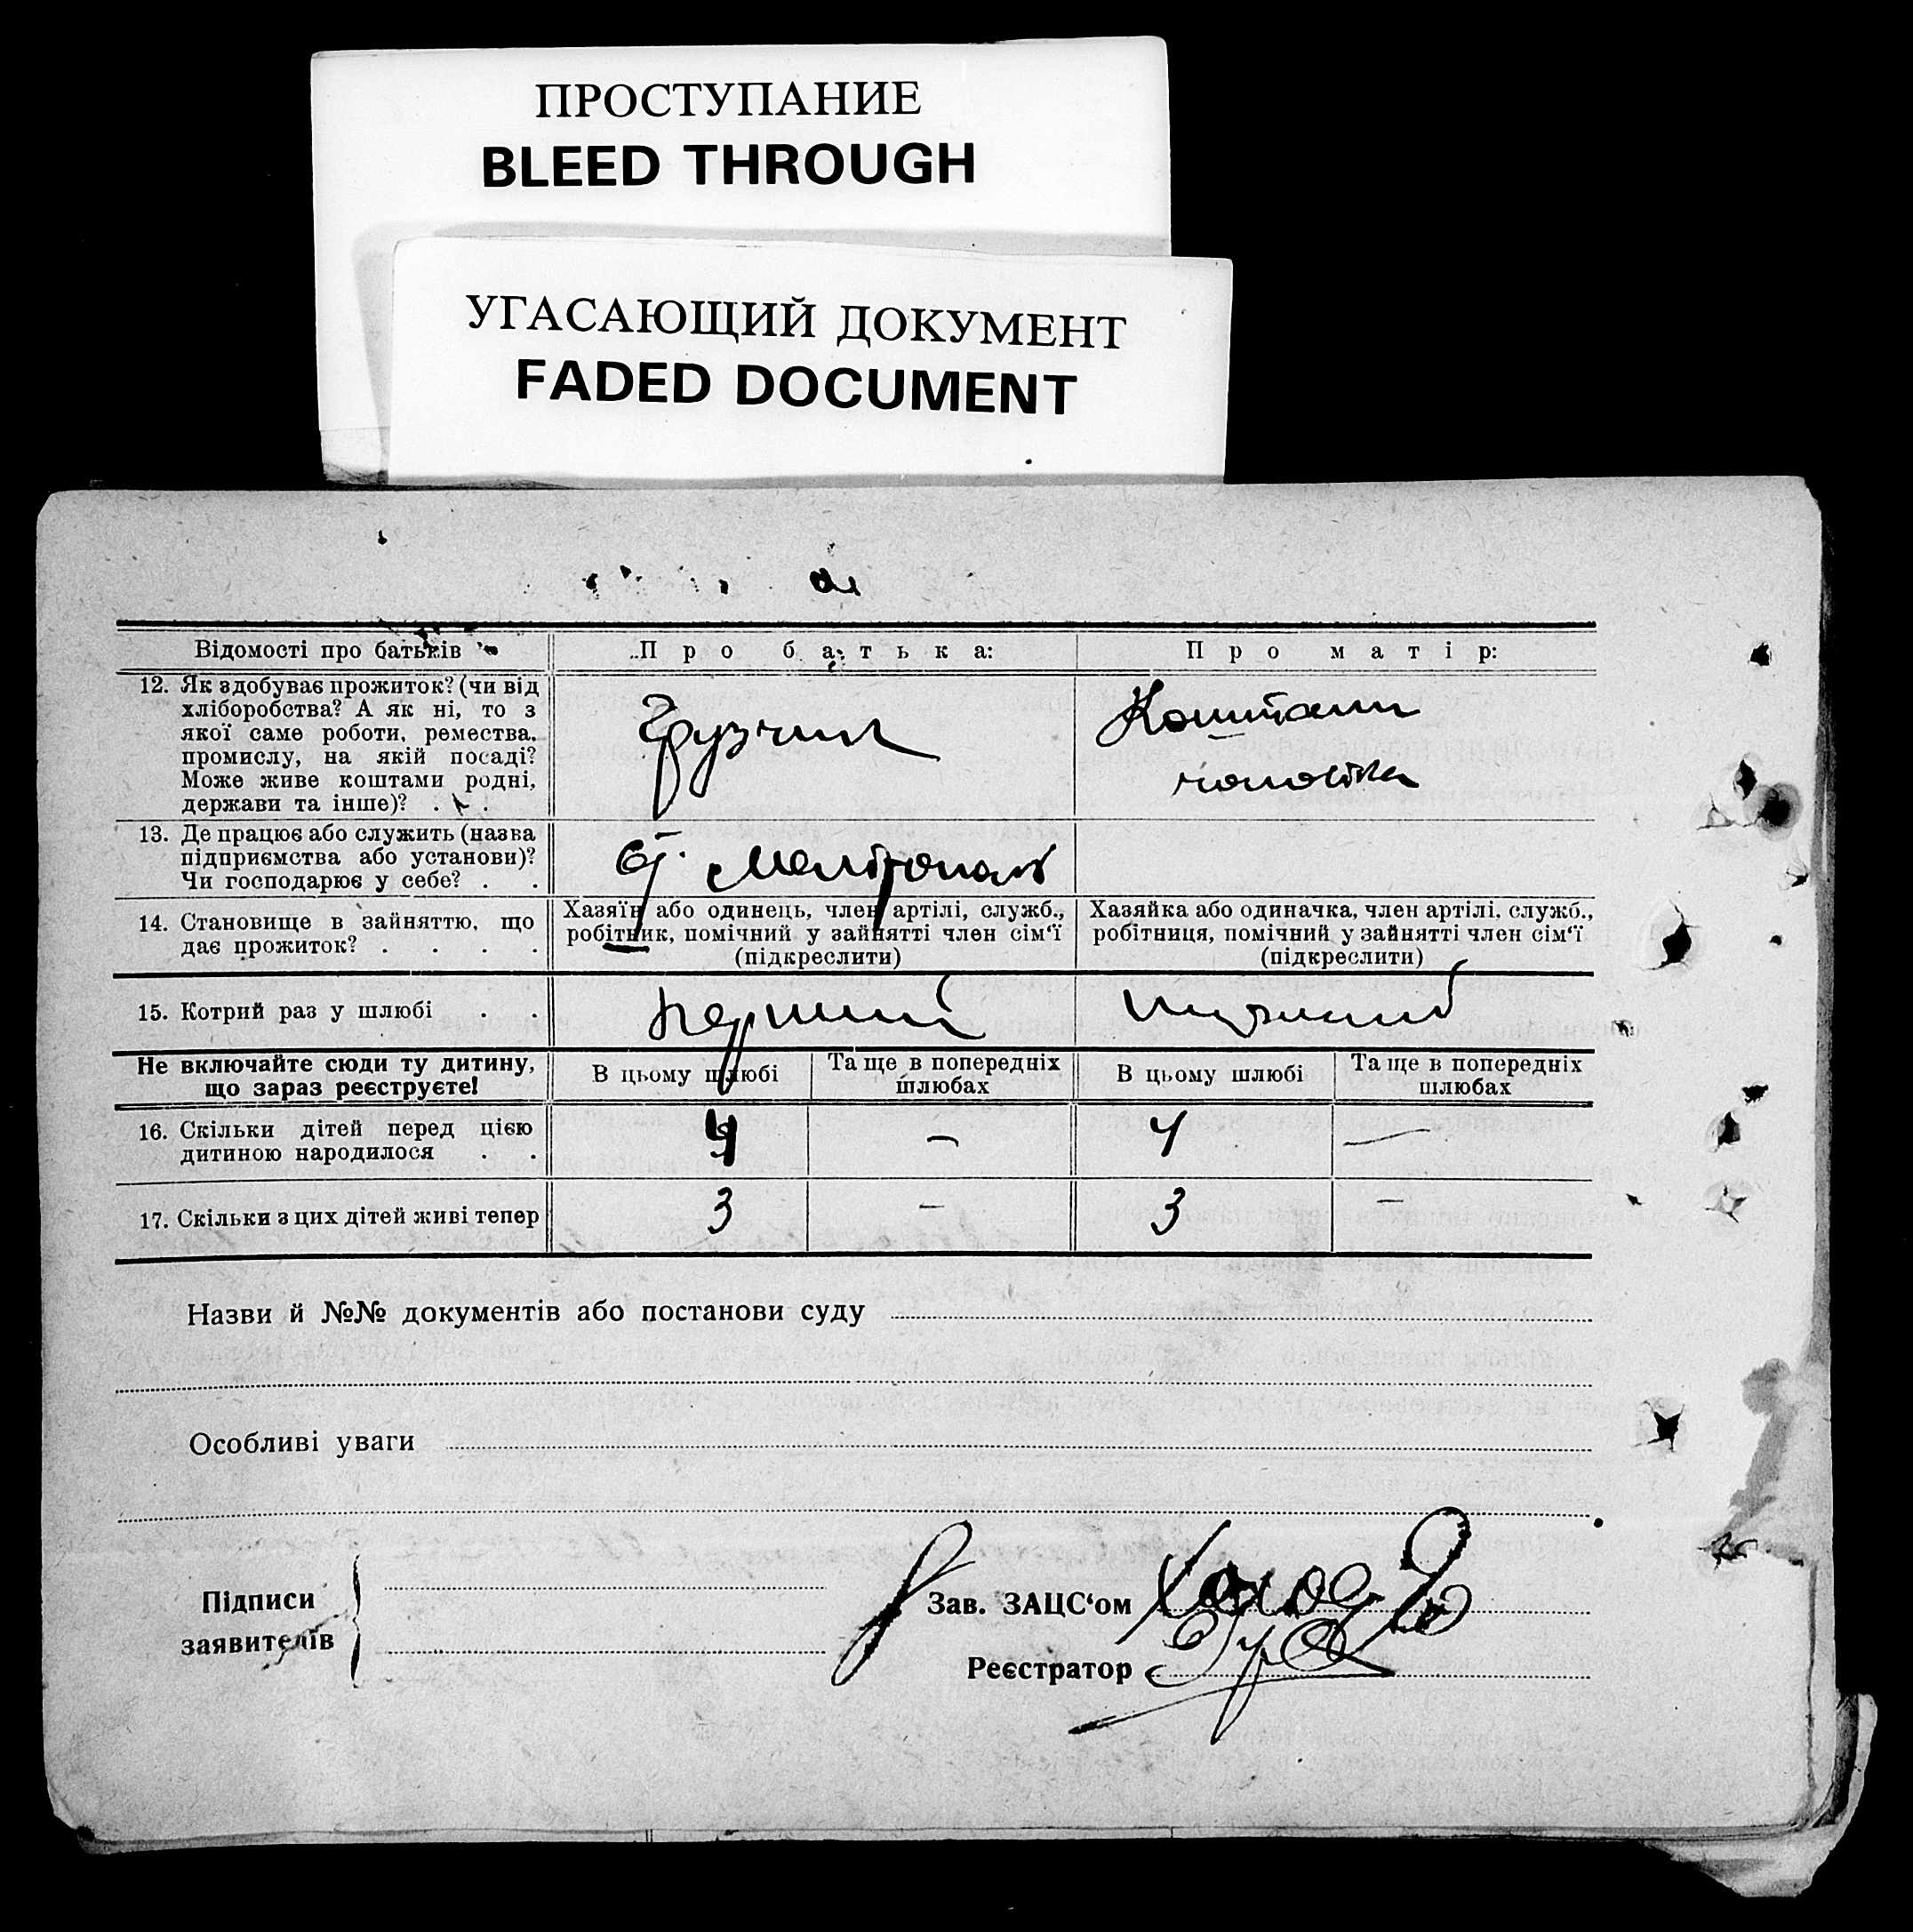 ПРОСТУПАНИЕ
BLEED THROUGH
УГАСАЮЩИЙ ДОКУМЕНТ
FADED DOCUMENT
Відомості про батьків
Про батька:
Про матір:
12. Як здобуває прожиток? (чи від
хліборобства? А як ні, то з
якої саме роботи, ремества,
промислу, на якій посаді?
Може живе коштами родні,
держави та інше)? . . .
Грузчик
Коштами
чоловіка
13. Де працює або служить (назва
підприємства або установи)?
Чи господарює у себе? . .
ст. Мелітополь
14. Становище в зайняттю, що
дає прожиток? . . . .
Хазяїн або одинець, член артілі, служб.,
робітник, помічний у зайнятті член сім‘ї
(підкреслити)
Хазяйка або одиначка, член артілі, служб.,
робітниця, помічний у зайнятті член сім‘ї
(підкреслити)
15. Котрий раз у шлюбі . .
перший
Не включайте сюди ту дитину,
що зараз реєструєте!
В цьому шлюбі
Та ще в попередніх
шлюбах
В цьому шлюбі
Та ще в попередніх
шлюбах
16. Скільки дітей перед цією
дитиною народилося . .
4 — 4 —
17. Скільки з цих дітей живі тепер
3 — 3 —
Назви й №№ документів або постанови суду
Особливі уваги
Підписи
заявителів
Зав. ЗАЦС‘ом
Реєстратор